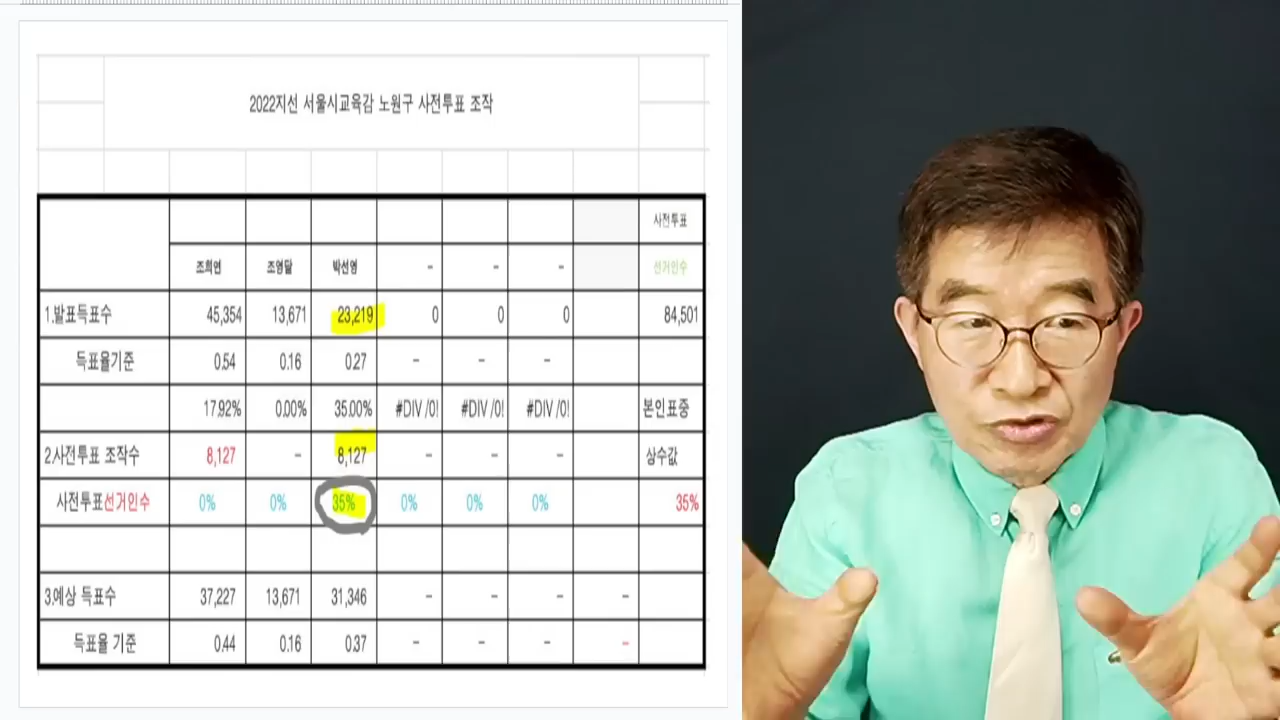 2022지선 서울시교육감 노원구 사전투표 조작
사전투표
조희연 조영달 박선영 - - - 선거인수
1.발표득표수 45,354 13,671 23,219 0 0 0 84,501
득표율기준 0.54 0.16 0.27 - - -
17.92% 0.00% 35.00% #DIV /0! #DIV /0! #DIV /0! 본인표중
2.사전투표 조작수 8,127 - 8,127 - - - 상수값
사전투표선거인수 0% 0% 35% 0% 0% 0% 35%
3.예상 득표수 37,227 13,671 31,346 - - - -
득표율 기준 0.44 0.16 0.37 - - - -